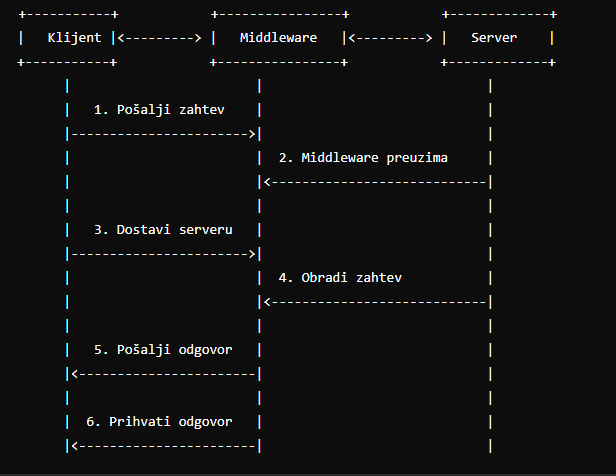 +-----------+            +----------------+            +------------+
|   Klijent |<---------> |   Middleware   |<---------> |   Server    |
+-----------+            +----------------+            +-------------+
|                        |                             |
|   1. Pošalji zahtev    |                             |
|----------------------->|                             |
|                        |  2. Middleware preuzima     |
|                        |<----------------------------|
|                        |                             |
|   3. Dostavi serveru   |                             |
|----------------------->|                             |
|                        |  4. Obradi zahtev           |
|                        |<----------------------------|
|                        |                             |
|   5. Pošalji odgovor   |                             |
|<-----------------------|                             |
|                        |                             |
|  6. Prihvati odgovor   |                             |
|<-----------------------|                             |